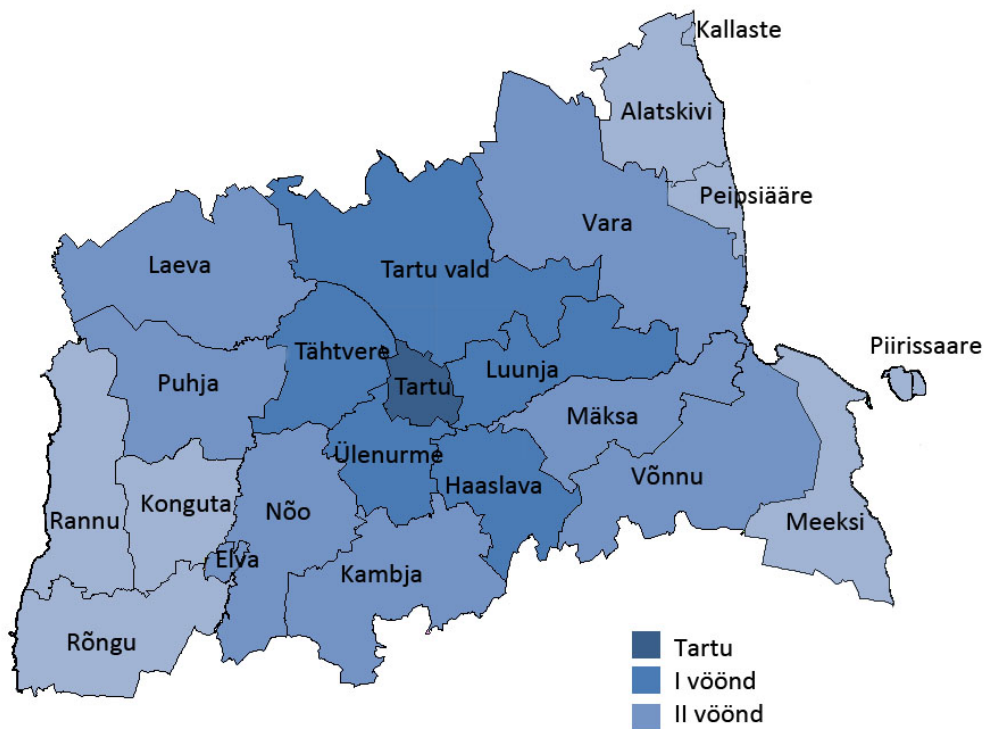 Kallaste
Alatskivi
Peipsiääre
Vara
Laeva
Tartu vald
Piirissaare
Tähtvere
Luunja
Puhja
Tartu
Mäksa
Ülenurme
Võnnu
Haaslava
Konguta
Nõo
Rannu
Meeksi
Elva
Kambja
Rõngu
Tartu
I vöönd
II vöönd